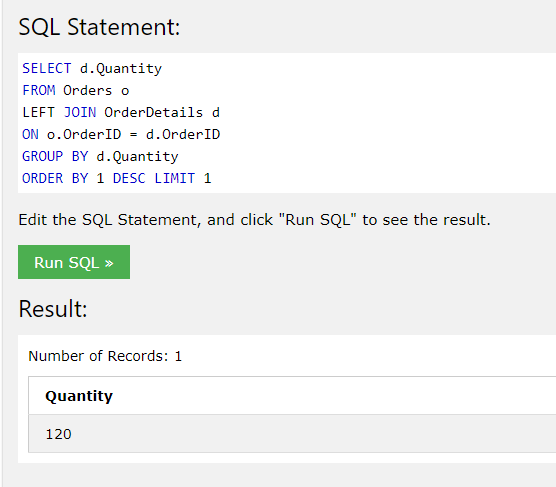 SQL Statement:
SELECT d.Quantity
FROM Orders o
LEFT JOIN OrderDetails d
ON o.OrderID = d.OrderID
GROUP BY d.Quantity
ORDER BY 1 DESC LIMIT 1
Edit the SQL Statement, and click "Run SQL" to see the result.
Run SQL »
Result:
Number of Records: 1
Quantity
120